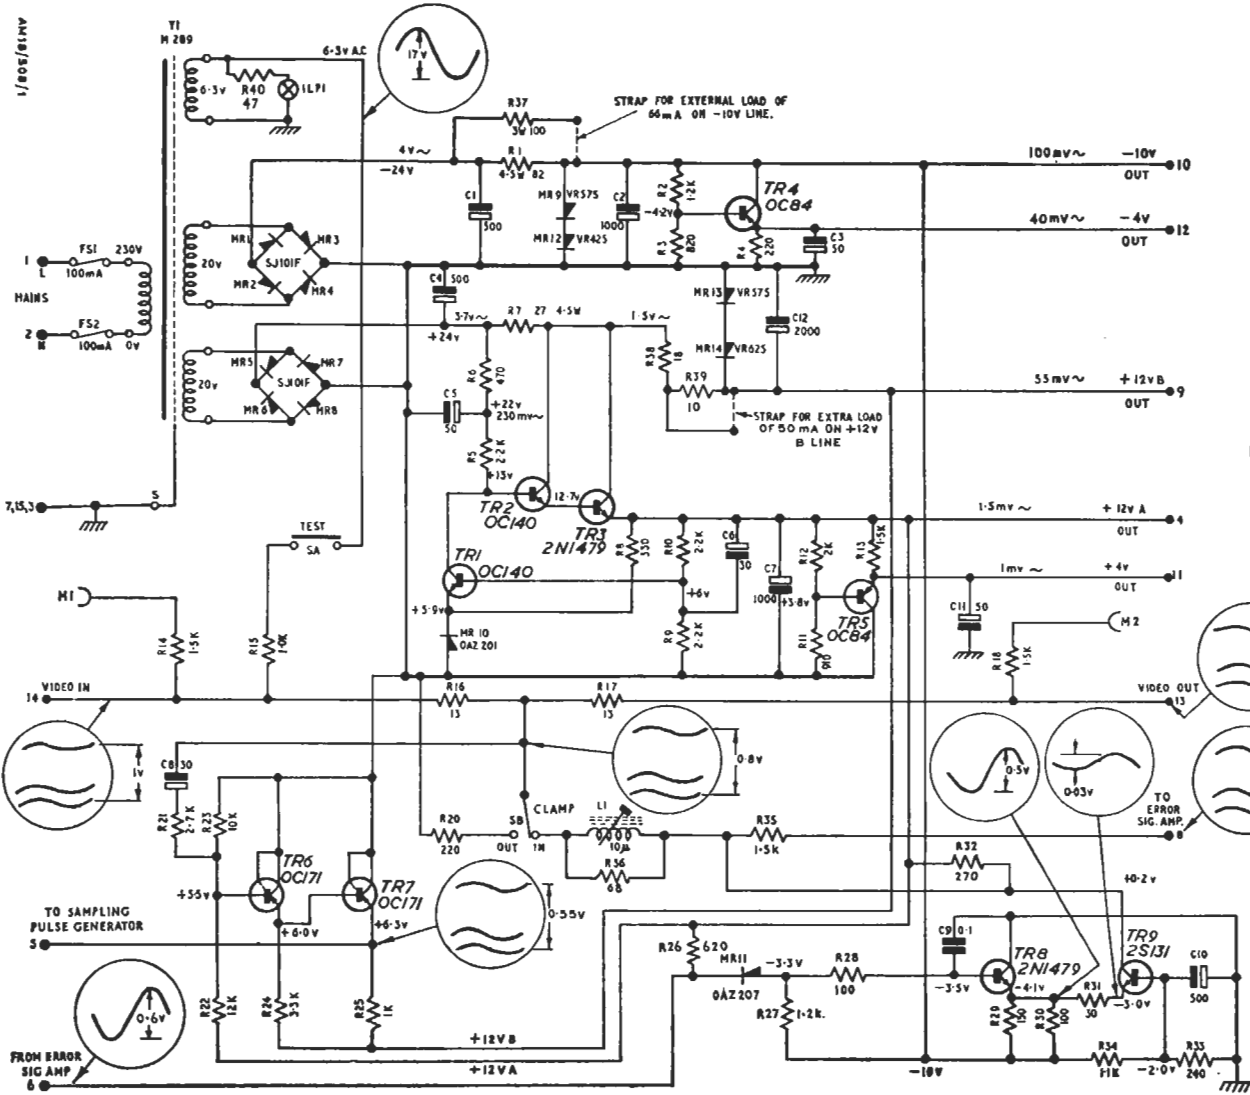 AM18/508/1
T1
M 289
6·3V A.C
17V
6·3V
R40
47
ILP1
R37
3W 100
STRAP FOR EXTERNAL LOAD OF
66mA ON -10V LINE.
4V~
-24V
R1
4·5W 82
100mV~
-10V
10
OUT
C1
500
MR9 VR575
MR12 VR425
C2
1000
R2
1·2K
-4·2V
R3
820
TR4
OC84
R4
220
C3
50
40mV~
-4V
12
OUT
1
L
FS1
230V
100mA
MAINS
2
N
FS2
100mA
0V
20V
MR1
MR3
SJ101F
MR2
MR4
C4
500
3·7V~
+24V
R7
27
4·5W
1·5V~
MR13
VR575
C12
2000
MR14
VR625
20V
MR5
MR7
SJ101F
MR6
MR8
R6
470
C5
50
+22V
230mV~
R38
18
R39
10
55mV~
+12V B
9
OUT
STRAP FOR EXTRA LOAD
OF 50 mA ON +12V
B LINE
R5
2·2K
+13V
7,15,3
S
TR2
OC140
12·7V
TR3
2N1479
1·5mV~
+12V A
4
OUT
TEST
SA
TR1
OC140
R8
330
R10
2·2K
C6
30
C7
1000
R12
2K
R13
1·5K
+6V
+3·8V
1mV~
+4V
11
OUT
M1
+5·9V
MR10
OAZ 201
R9
2·2K
R11
910
TR5
OC84
C11
50
M2
R14
1·5K
R15
1·0K
R18
1·5K
14
VIDEO IN
R16
13
R17
13
VIDEO OUT
13
1V
C8
30
0·8V
0·5V
0·03V
R21
2·7K
R23
10K
CLAMP
R20
220
SB
OUT
IN
L1
10μ
R36
68
R35
1·5K
TO
ERROR
SIG. AMP.
8
TR6
OC171
TR7
OC171
+55V
+6·0V
+6·3V
0·55V
R32
270
+0·2V
TO SAMPLING
PULSE GENERATOR
5
R26
620
MR11
-3·3V
OAZ 207
R28
100
C9
0·1
-3·5V
TR8
2N1479
-4·1V
TR9
2S131
R31
30
-3·0V
C10
500
0·6V
R22
12K
R24
3·3K
R25
1K
R27
1·2K.
R29
150
R30
100
+12V B
+12V A
-10V
R34
1·1K
-2·0V
R33
240
FROM ERROR
SIG AMP
6